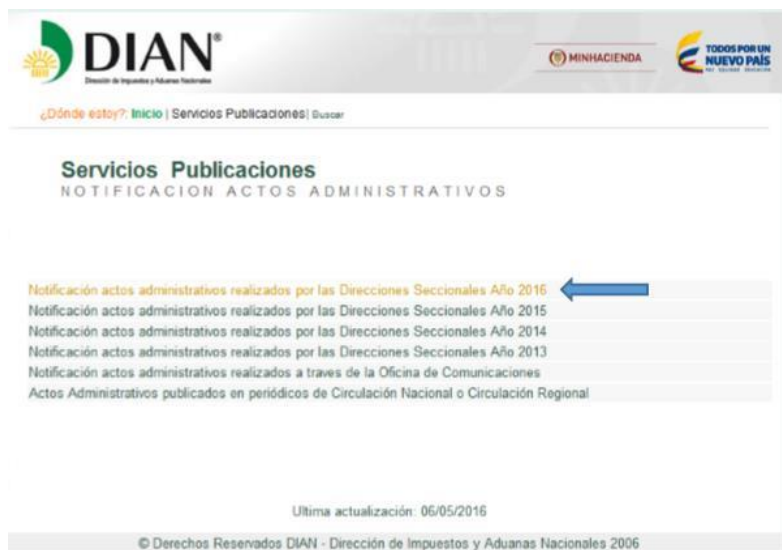 DIAN®
Dirección de Impuestos y Aduanas Nacionales
MINHACIENDA
TODOS POR UN
NUEVO PAÍS
PAZ EQUIDAD EDUCACIÓN
¿Dónde estoy?: Inicio | Servicios Publicaciones| Buscar
Servicios Publicaciones
NOTIFICACION ACTOS ADMINISTRATIVOS
Notificación actos administrativos realizados por las Direcciones Seccionales Año 2016
Notificación actos administrativos realizados por las Direcciones Seccionales Año 2015
Notificación actos administrativos realizados por las Direcciones Seccionales Año 2014
Notificación actos administrativos realizados por las Direcciones Seccionales Año 2013
Notificación actos administrativos realizados a traves de la Oficina de Comunicaciones
Actos Administrativos publicados en periódicos de Circulación Nacional o Circulación Regional
Ultima actualización: 06/05/2016
© Derechos Reservados DIAN - Dirección de Impuestos y Aduanas Nacionales 2006